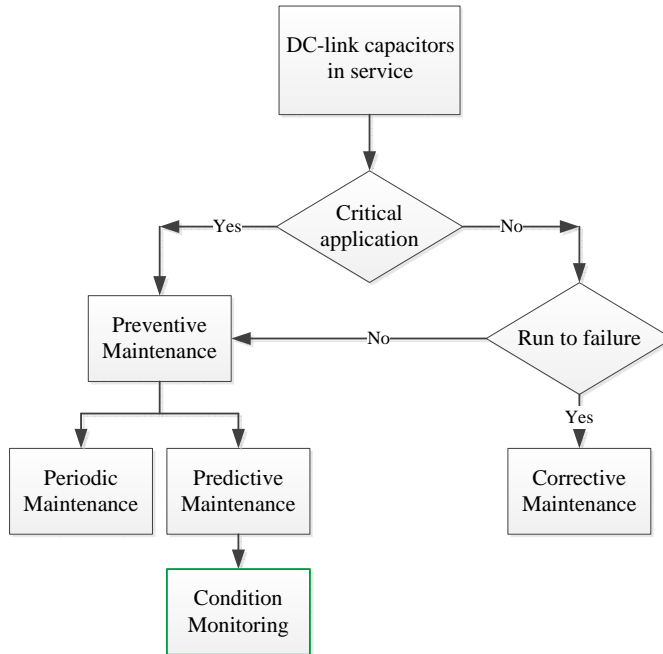 DC-link capacitors
in service
Critical
application
Yes
No
Preventive
Maintenance
No
Run to failure
Yes
Periodic
Maintenance
Predictive
Maintenance
Corrective
Maintenance
Condition
Monitoring